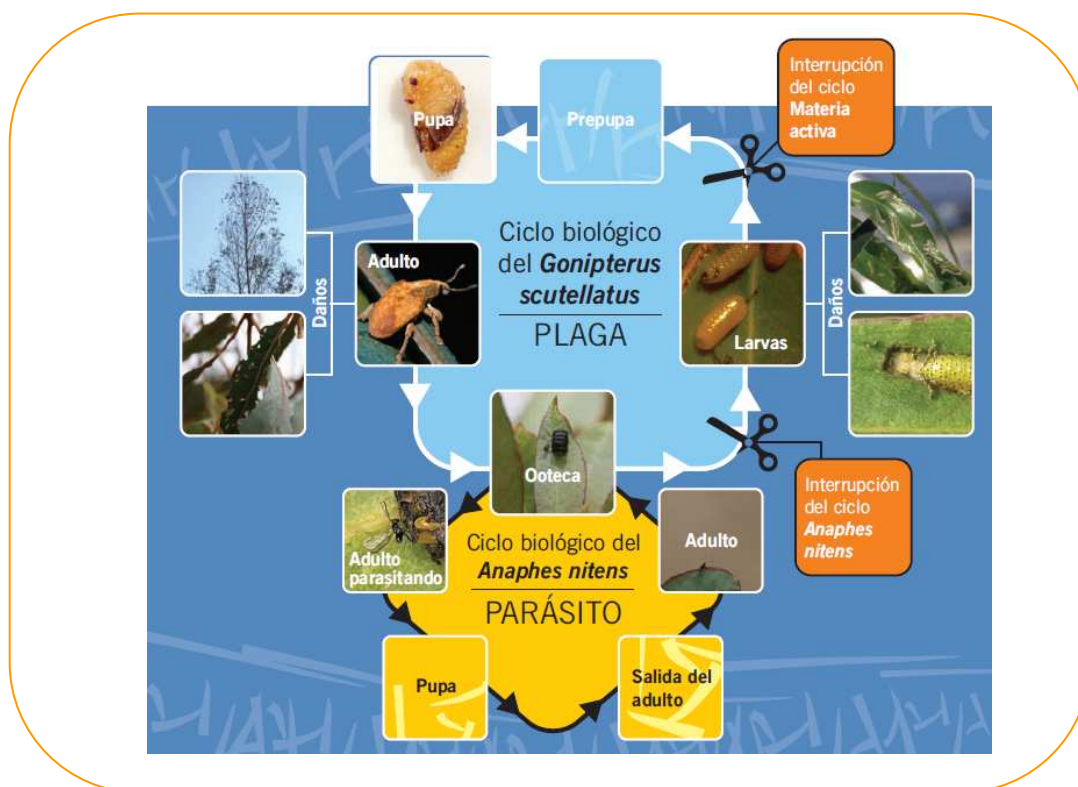 Pupa
Prepupa
Interrupción
del ciclo
Materia
activa
Daños
Adulto
Ciclo biológico
del Gonipterus
scutellatus
PLAGA
Larvas
Daños
Ooteca
Interrupción
del ciclo
Anaphes
nitens
Adulto
parasitando
Ciclo biológico del
Anaphes nitens
PARÁSITO
Adulto
Pupa
Salida del
adulto